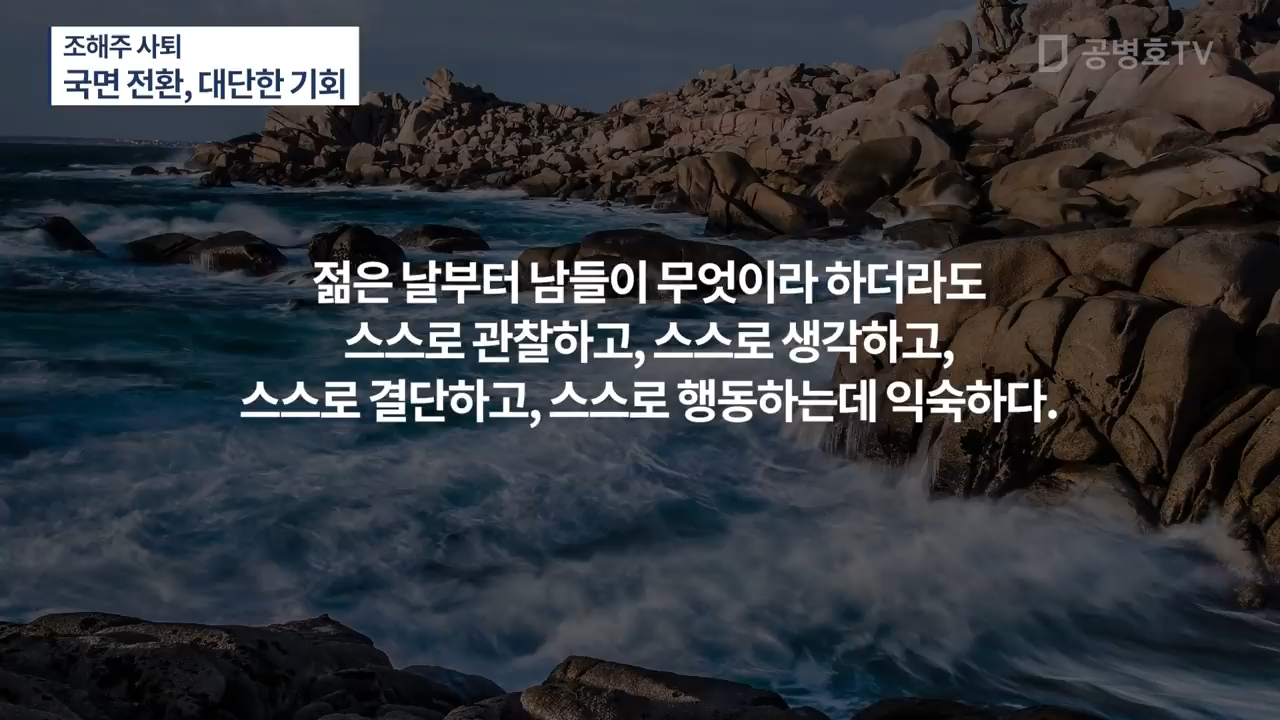 조해주 사퇴
국면 전환, 대단한 기회
공병호TV
젊은 날부터 남들이 무엇이라 하더라도
스스로 관찰하고, 스스로 생각하고,
스스로 결단하고, 스스로 행동하는데 익숙하다.